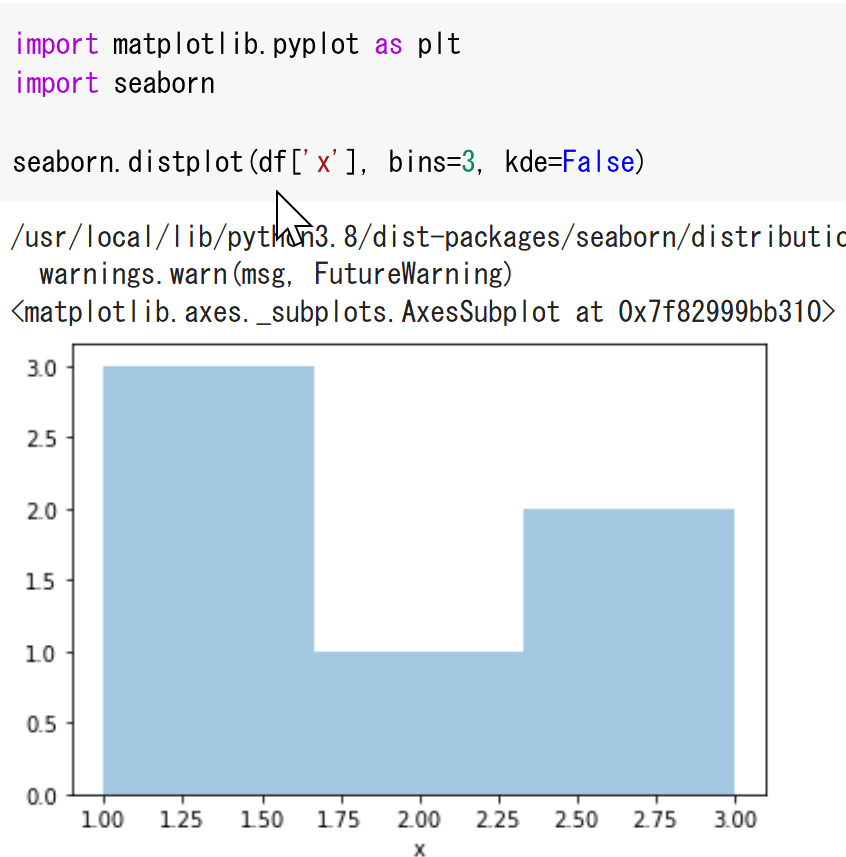 import matplotlib.pyplot as plt
import seaborn
seaborn.distplot(df['x'], bins=3, kde=False)
/usr/local/lib/python3.8/dist-packages/seaborn/distributio
warnings.warn(msg, FutureWarning)
<matplotlib.axes._subplots.AxesSubplot at 0x7f82999bb310>
3.0
2.5
2.0
1.5
1.0
0.5
0.0
1.00 1.25 1.50 1.75 2.00 2.25 2.50 2.75 3.00
x